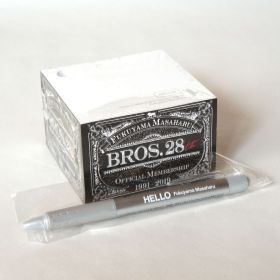 FUKUYAMA MASAHARU
BROS. 28th
OFFICIAL MEMBERSHIP
1991-2019
HELLO Fukuyama Masaharu